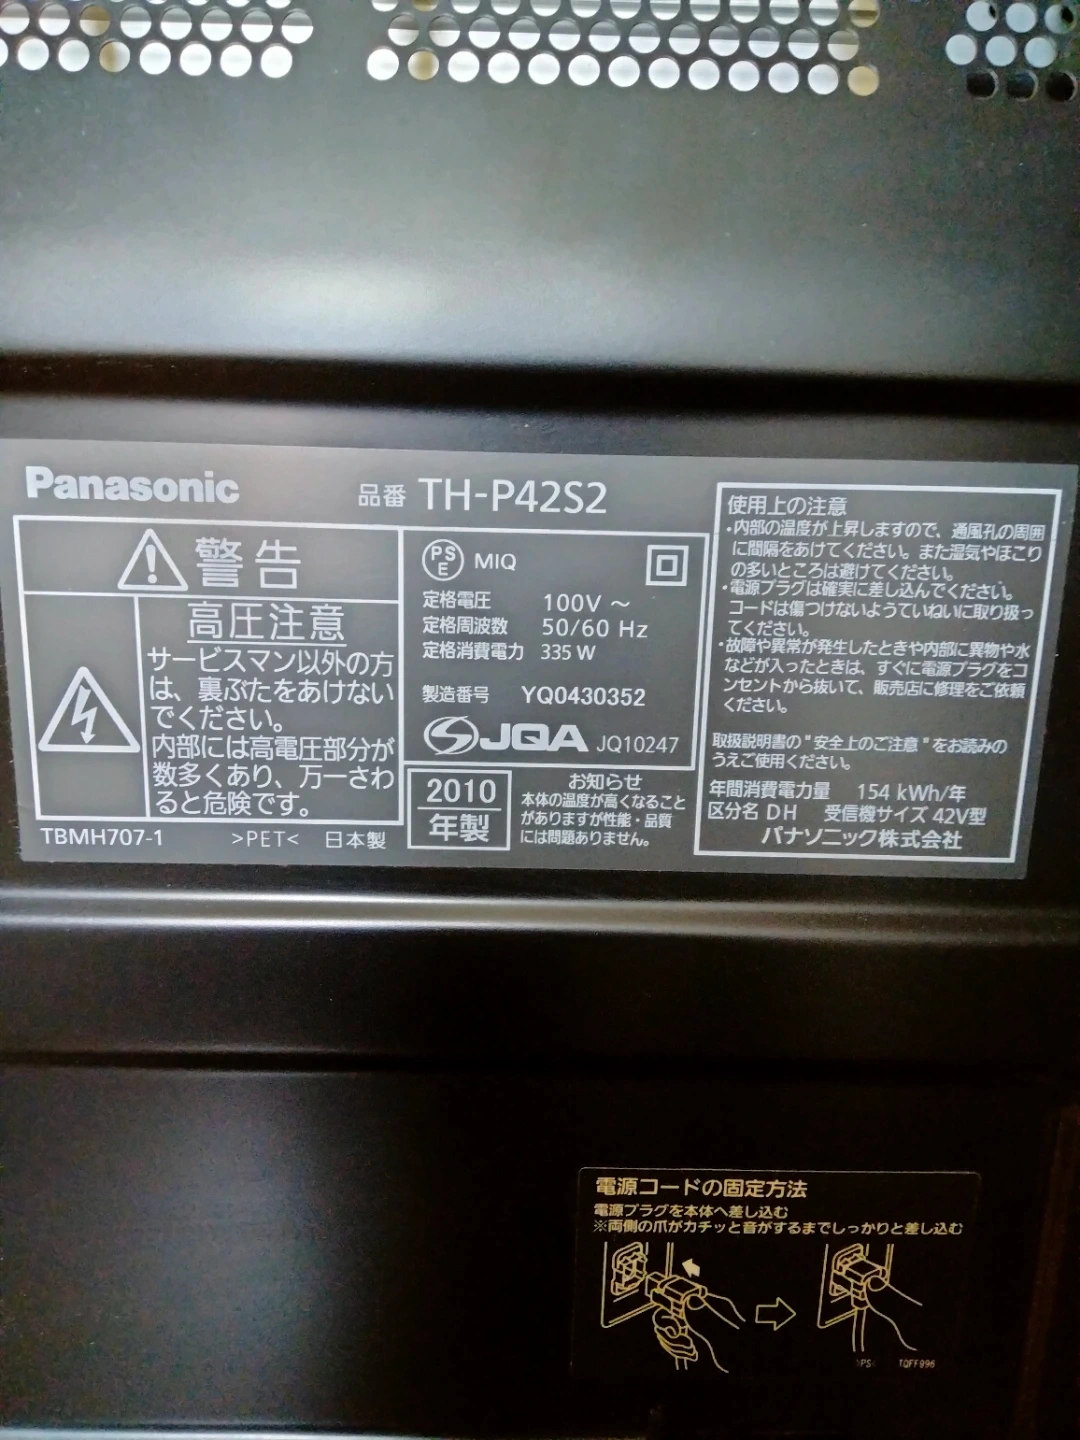 Panasonic
品番 TH-P42S2
警告
高圧注意
サービスマン以外の方
は、裏ぶたをあけない
でください。
内部には高電圧部分が
数多くあり、万一さわ
ると危険です。
TBMH707-1 >PET< 日本製
PSE MIQ
定格電圧 100V ～
定格周波数 50/60 Hz
定格消費電力 335 W
製造番号 YQ0430352
JQA JQ10247
2010
年製
お知らせ
本体の温度が高くなること
がありますが性能・品質
には問題ありません。
使用上の注意
・内部の温度が上昇しますので、通風孔の周囲
に間隔をあけてください。また湿気やほこり
の多いところは避けてください。
・電源プラグは確実に差し込んでください。
コードは傷つけないようていねいに取り扱っ
てください。
・故障や異常が発生したときや内部に異物や水
などが入ったときは、すぐに電源プラグをコ
ンセントから抜いて、販売店に修理をご依頼
ください。
取扱説明書の"安全上のご注意"をお読みの
うえご使用ください。
年間消費電力量 154 kWh/年
区分名 DH 受信機サイズ 42V型
パナソニック株式会社
電源コードの固定方法
電源プラグを本体へ差し込む
※両側の爪がカチッと音がするまでしっかりと差し込む
>PS< TQFF996